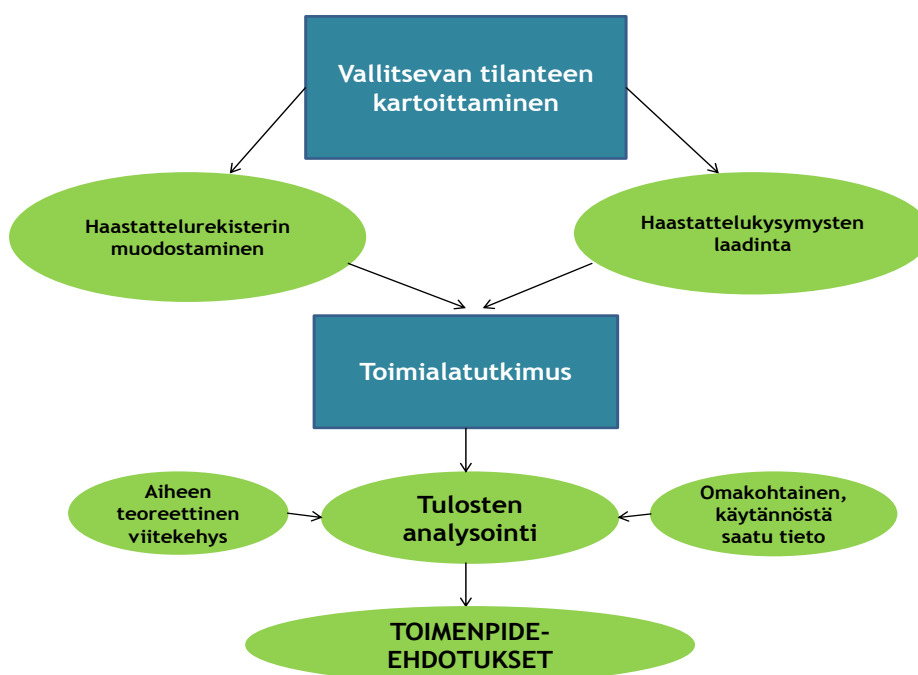 Vallitsevan tilanteen
kartoittaminen
Haastattelurekisterin
muodostaminen
Haastattelukysymysten
laadinta
Toimialatutkimus
Aiheen
teoreettinen
viitekehys
Tulosten
analysointi
Omakohtainen,
käytännöstä
saatu tieto
TOIMENPIDE-
EHDOTUKSET